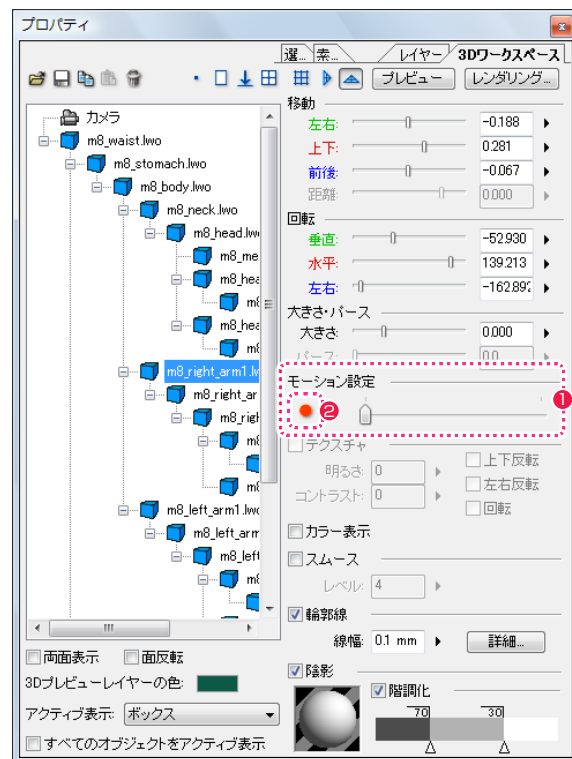 プロパティ
選... 素... レイヤー 3Dワークスペース
プレビュー レンダリング...
カメラ
m8_waist.lwo
m8_stomach.lwo
m8_body.lwo
m8_neck.lwo
m8_head.lw
m8_me
m8_hea
m8
m8_hea
m8
m8_right_arm1.lw
m8_right_ar
m8_righ
m8
m8
m8_left_arm1.lwo
m8_left_arm
m8_left
m8
移動
左右: -0.188
上下: 0.281
前後: -0.067
距離: 0.000
回転
垂直: -52.930
水平: 139.213
左右: -162.892
大きさ・パース
大きさ: 0.000
パース: 0.0
モーション設定
1
2
テクスチャ
明るさ: 0
コントラスト: 0
上下反転
左右反転
回転
カラー表示
スムース
レベル: 4
輪郭線
線幅: 0.1 mm 詳細...
陰影
階調化
70 30
両面表示 面反転
3Dプレビューレイヤーの色:
アクティブ表示: ボックス
すべてのオブジェクトをアクティブ表示